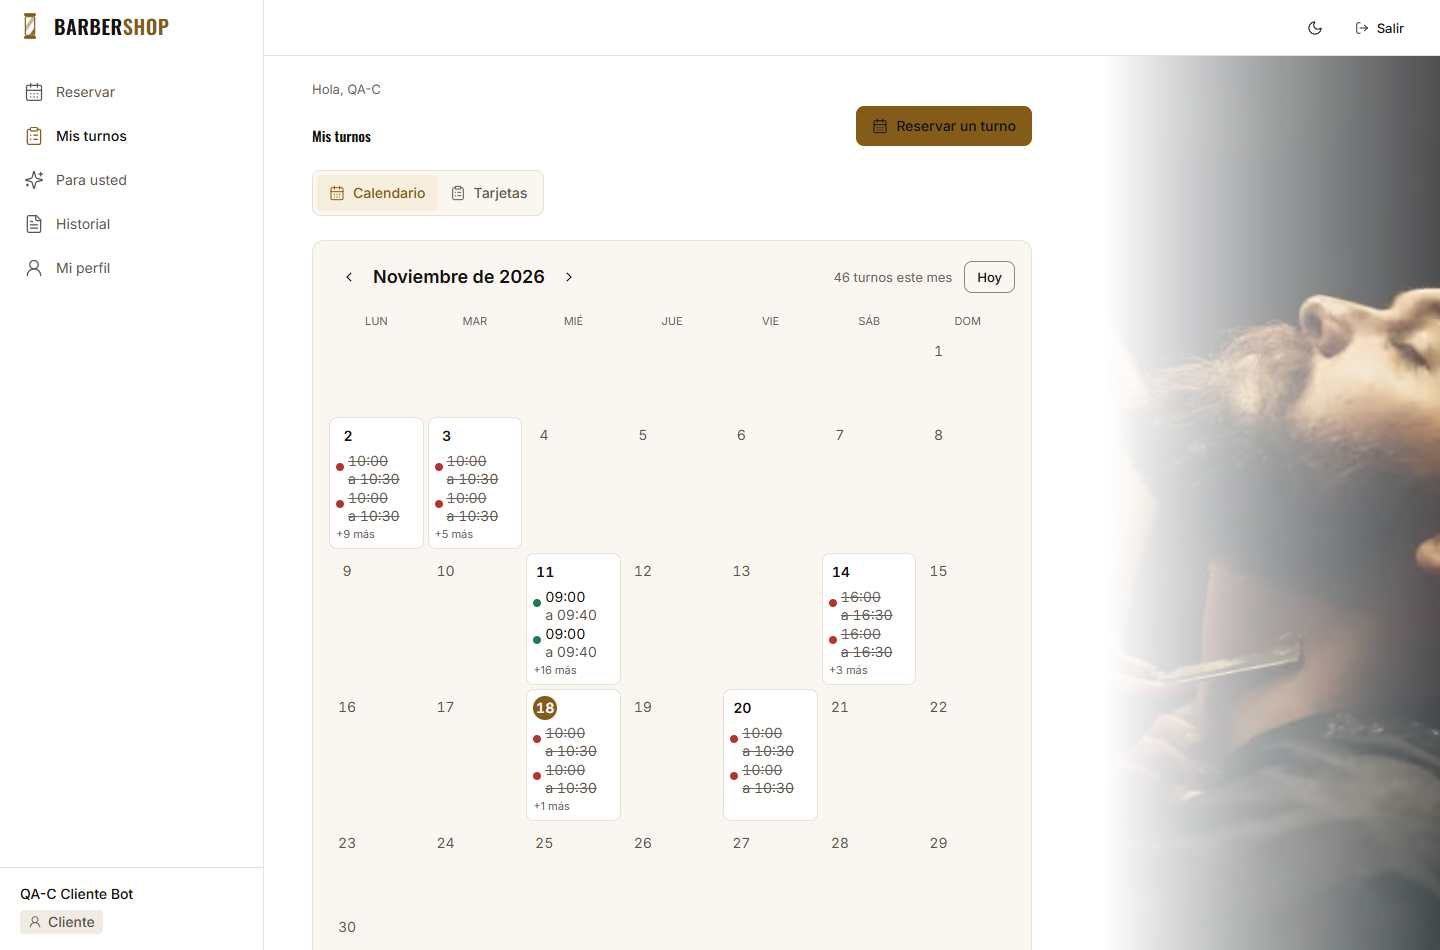 BARBERSHOP
Salir
Reservar
Mis turnos
Para usted
Historial
Mi perfil
QA-C Cliente Bot
Cliente
Hola, QA-C
Mis turnos
Reservar un turno
Calendario
Tarjetas
Noviembre de 2026
46 turnos este mes
Hoy
LUN MAR MIÉ JUE VIE SÁB DOM
1
2
10:00
a 10:30
10:00
a 10:30
+9 más
3
10:00
a 10:30
10:00
a 10:30
+5 más
4
5
6
7
8
9
10
11
09:00
a 09:40
09:00
a 09:40
+16 más
12
13
14
16:00
a 16:30
16:00
a 16:30
+3 más
15
16
17
18
10:00
a 10:30
10:00
a 10:30
+1 más
19
20
10:00
a 10:30
10:00
a 10:30
21
22
23
24
25
26
27
28
29
30